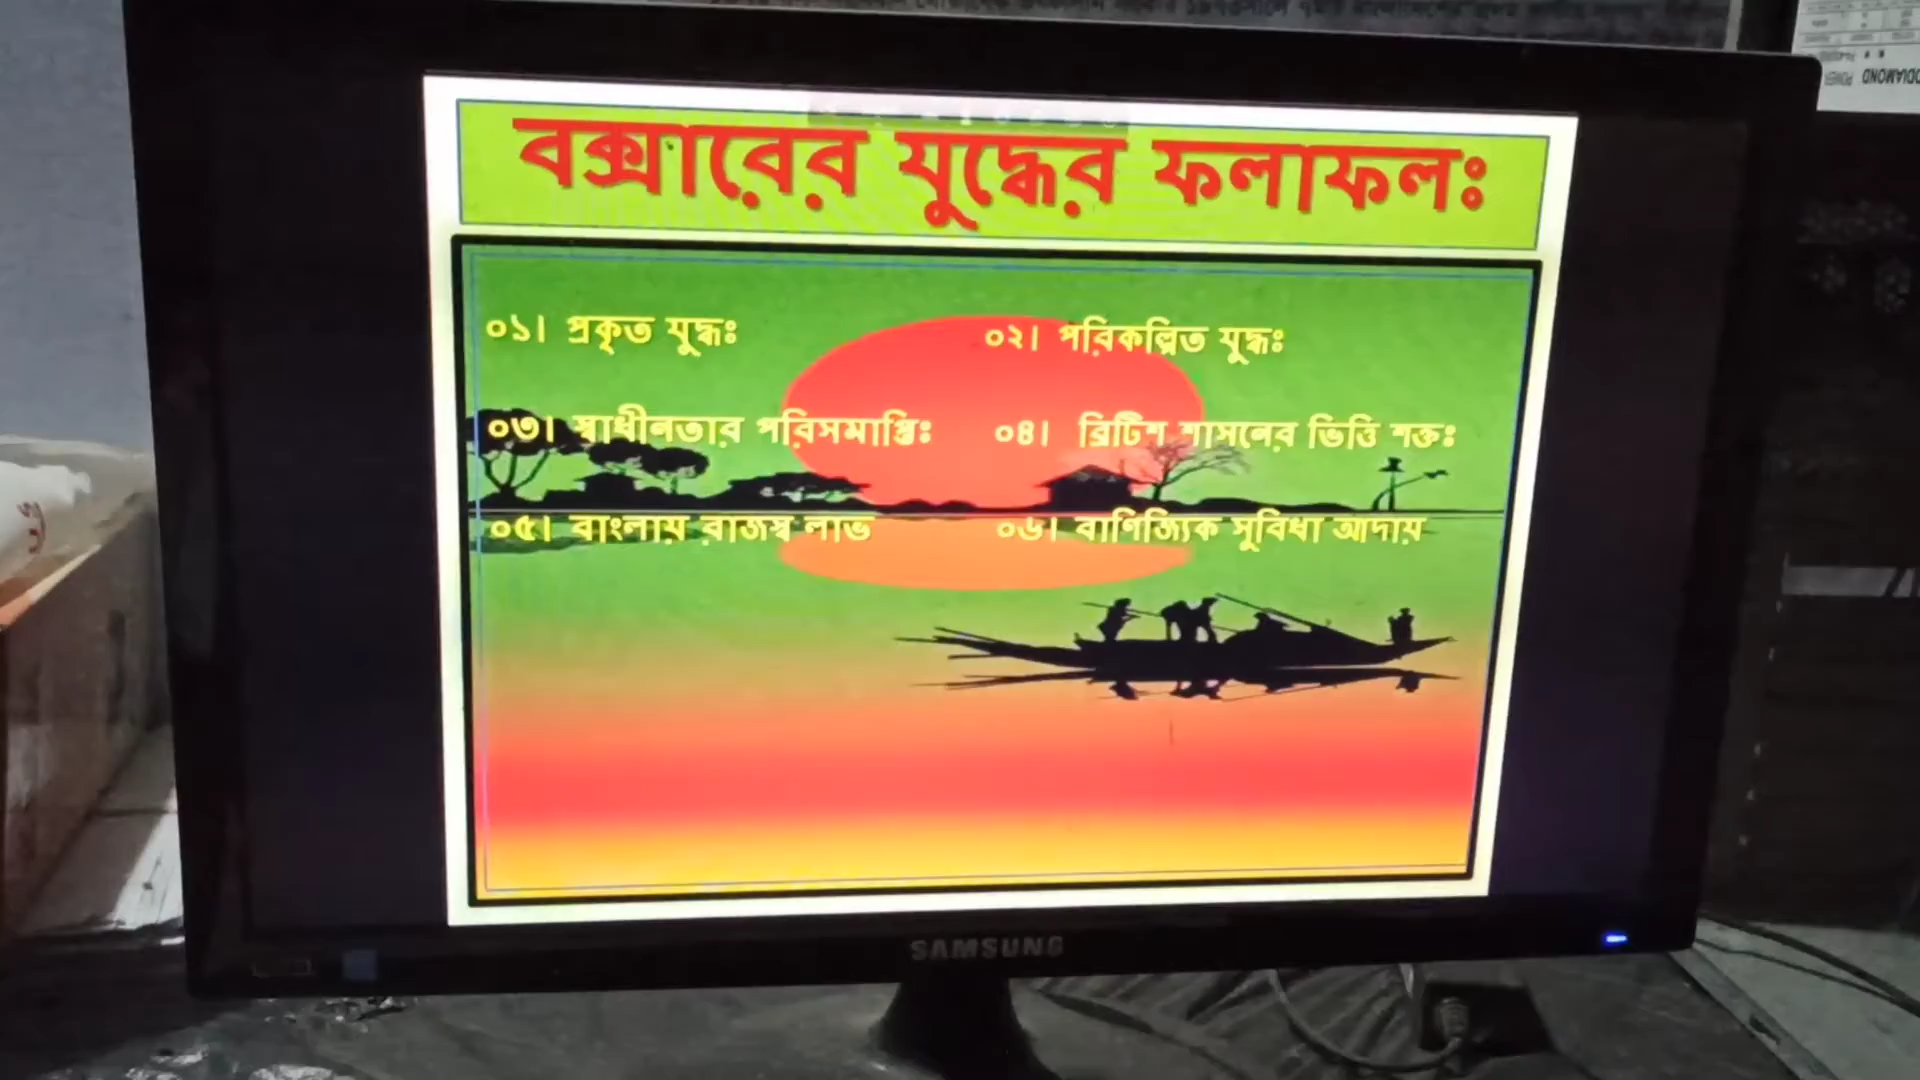 বক্সারের যুদ্ধের ফলাফলঃ
০১। প্রকৃত যুদ্ধঃ
০২। পরিকল্পিত যুদ্ধঃ
০৩। স্বাধীনতার পরিসমাপ্তিঃ
০৪। ব্রিটিশ শাসনের ভিত্তি শক্তঃ
০৫। বাংলায় রাজস্ব লাভ
০৬। বাণিজ্যিক সুবিধা আদায়
SAMSUNG